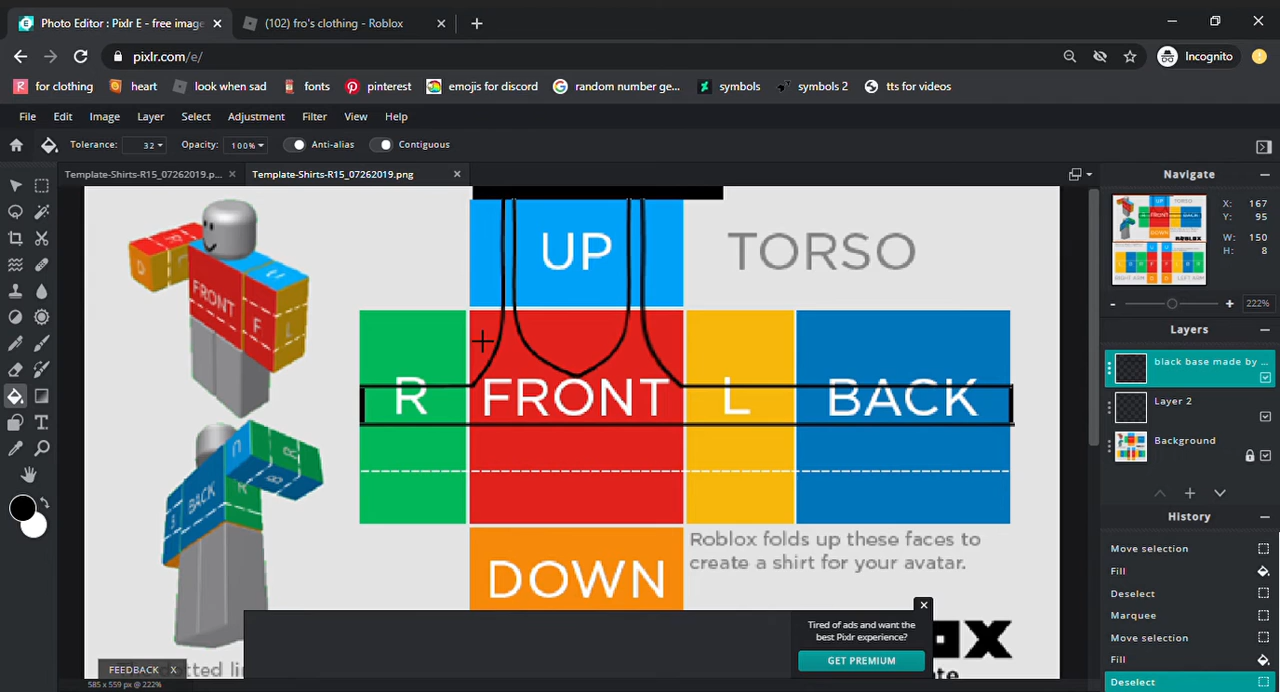 Photo Editor : Pixlr E - free image
(102) fro's clothing - Roblox
pixlr.com/e/
Incognito
for clothing
heart
look when sad
fonts
pinterest
emojis for discord
random number ge...
symbols
symbols 2
tts for videos
File Edit Image Layer Select Adjustment Filter View Help
Tolerance: 32 Opacity: 100% Anti-alias Contiguous
Template-Shirts-R15_07262019.p...
Template-Shirts-R15_07262019.png
Navigate
X: 167
Y: 95
W: 150
H: 8
222%
Layers
black base made by ...
Layer 2
Background
History
Move selection
Fill
Deselect
Marquee
Move selection
Fill
Deselect
UP
TORSO
R
FRONT
L
BACK
DOWN
Roblox folds up these faces to
create a shirt for your avatar.
FRONT
F
L
U
BACK
R
Tired of ads and want the
best Pixlr experience?
GET PREMIUM
FEEDBACK X
585 x 559 px @ 222%